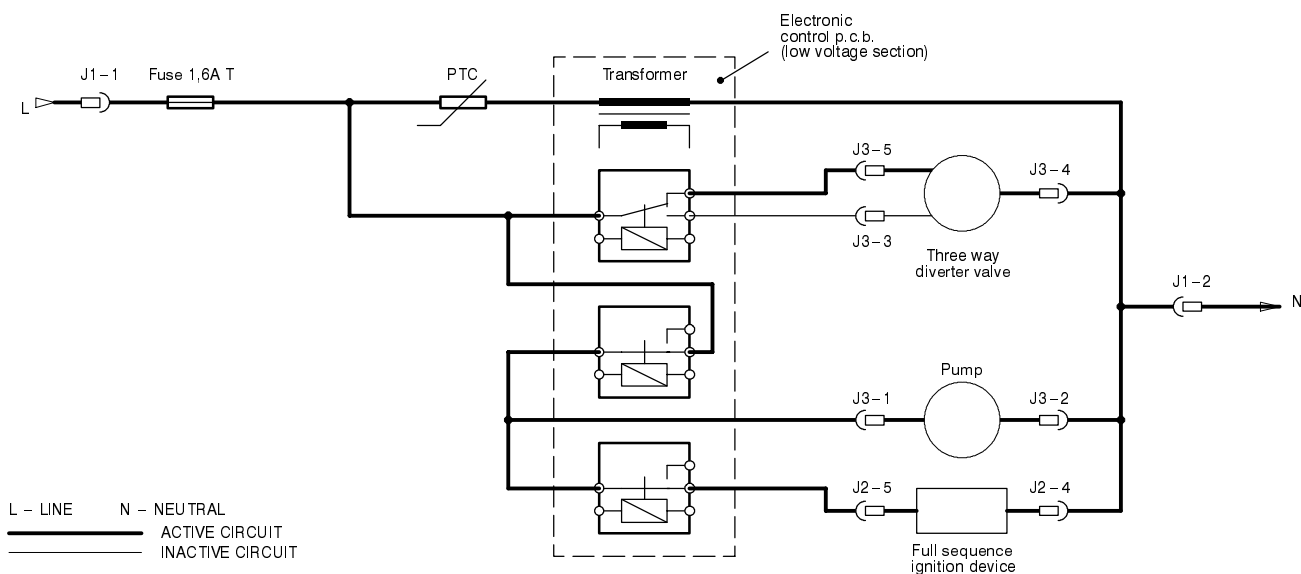 Electronic
control p.c.b.
(low voltage section)
J1-1
Fuse 1,6A T
PTC
Transformer
L
J3-5
J3-4
J3-3
Three way
diverter valve
J1-2
N
Pump
J3-1
J3-2
J2-5
J2-4
Full sequence
ignition device
L - LINE N - NEUTRAL
ACTIVE CIRCUIT
INACTIVE CIRCUIT